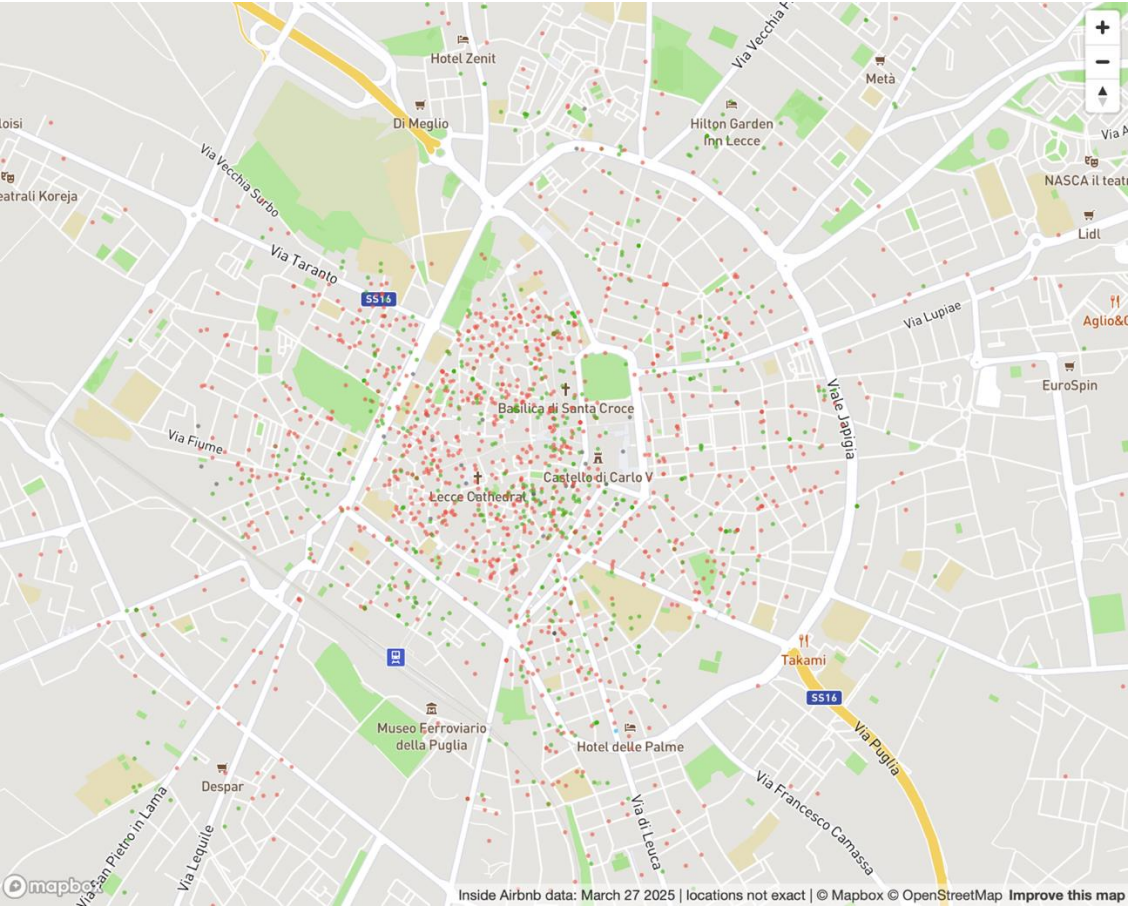 Via Vecchia P
Hotel Zenit
Metà
Di Meglio
Hilton Garden
Inn Lecce
loisi
Via A
Via Vecchia Surbo
NASCA il teatr
eatrali Koreja
Lidl
Via Taranto
SS16
Via Lupiae
Aglio&
EuroSpin
Basilica di Santa Croce
Viale Japigia
Via Fiume
Castello di Carlo V
Lecce Cathedral
Takami
SS16
Museo Ferroviario
della Puglia
Hotel delle Palme
Via Puglia
Despar
Via San Pietro in Lama
Via Lequile
Via di Leuca
Via Francesco Camassa
mapbox
Inside Airbnb data: March 27 2025 | locations not exact | © Mapbox © OpenStreetMap Improve this map